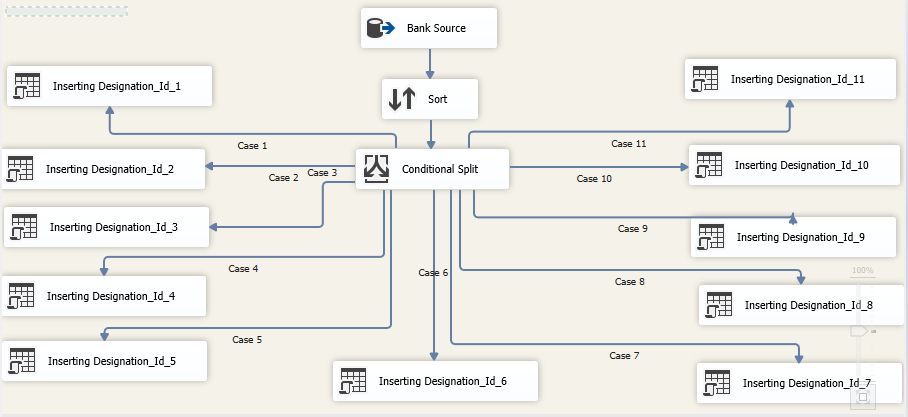 Bank Source
Inserting Designation_Id_1
Sort
Inserting Designation_Id_11
Case 1
Case 11
Inserting Designation_Id_2
Case 2
Case 3
Conditional Split
Case 10
Inserting Designation_Id_10
Inserting Designation_Id_3
Case 9
Inserting Designation_Id_9
Case 4
Case 6
Case 8
100%
Inserting Designation_Id_4
Inserting Designation_Id_8
Case 5
Case 7
Inserting Designation_Id_5
Inserting Designation_Id_6
Inserting Designation_Id_7